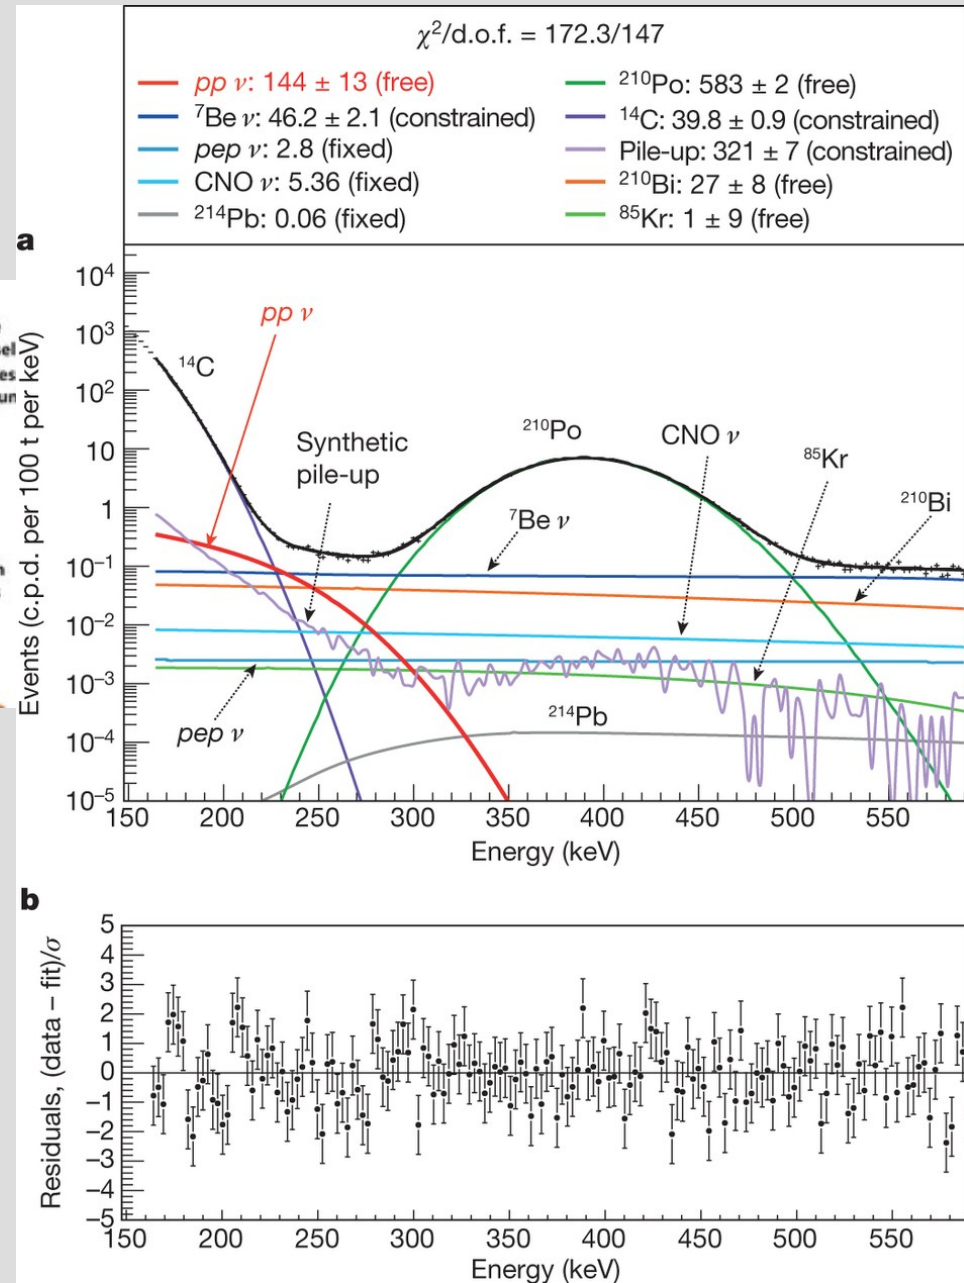 χ²/d.o.f. = 172.3/147
pp ν: 144 ± 13 (free)
⁷Be ν: 46.2 ± 2.1 (constrained)
pep ν: 2.8 (fixed)
CNO ν: 5.36 (fixed)
²¹⁴Pb: 0.06 (fixed)
²¹⁰Po: 583 ± 2 (free)
¹⁴C: 39.8 ± 0.9 (constrained)
Pile-up: 321 ± 7 (constrained)
²¹⁰Bi: 27 ± 8 (free)
⁸⁵Kr: 1 ± 9 (free)
a
Events (c.p.d. per 100 t per keV)
10⁴
10³
10²
10
1
10⁻¹
10⁻²
10⁻³
10⁻⁴
10⁻⁵
pp ν
¹⁴C
Synthetic
pile-up
²¹⁰Po
⁷Be ν
CNO ν
⁸⁵Kr
²¹⁰Bi
pep ν
²¹⁴Pb
150 200 250 300 350 400 450 500 550
Energy (keV)
b
Residuals, (data – fit)/σ
5
4
3
2
1
0
–1
–2
–3
–4
–5
150 200 250 300 350 400 450 500 550
Energy (keV)